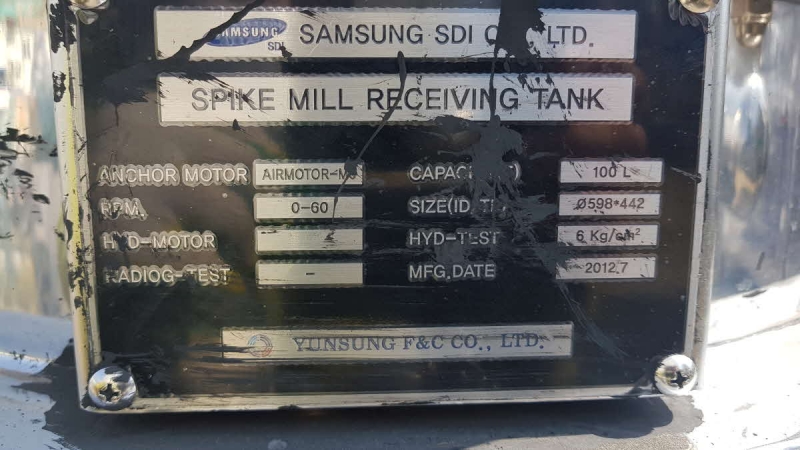 SAMSUNG
SDI
SAMSUNG SDI LTD.
SPIKE MILL RECEIVING TANK
ANCHOR MOTOR AIRMOTOR-M
RPM. 0-60
HYD-MOTOR
RADIOG-TEST -
100 L
SIZE(ID Ø598*442
HYD-TEST 6 Kg/cm²
MFG,DATE 2012.7
YUNSUNG F&C CO., LTD.